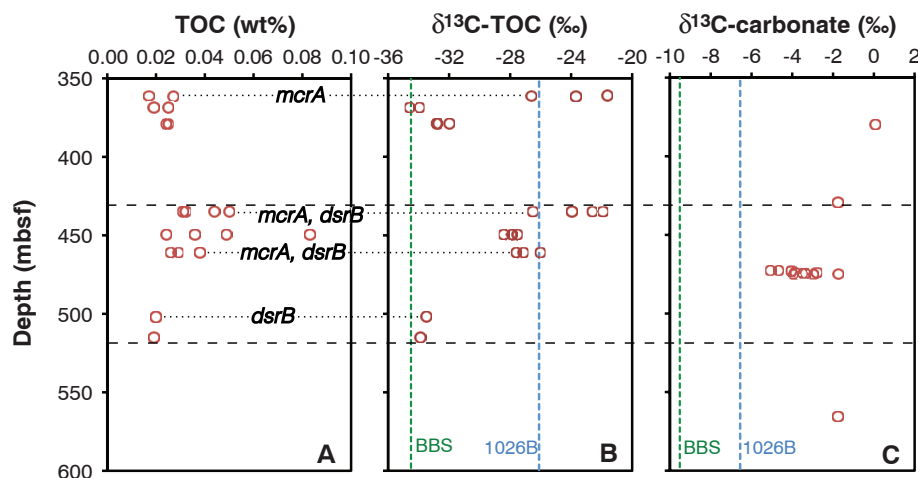 TOC (wt%) δ13C-TOC (‰) δ13C-carbonate (‰)
0.00 0.02 0.04 0.06 0.08 0.10 -36 -32 -28 -24 -20 -10 -8 -6 -4 -2 0 2
350
mcrA
400
mcrA, dsrB
450
mcrA, dsrB
500
dsrB
550
600
Depth (mbsf)
BBS 1026B BBS 1026B
A B C